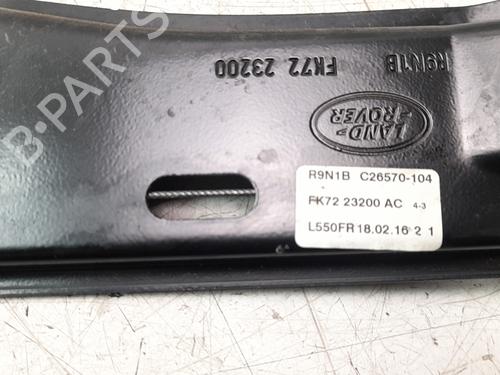 B-PARTS
FK72 23200
R9N1B
LAND-
-ROVER
R9N1B C26570-104
FK72 23200 AC 4-3
L550FR 18.02.16 2 1